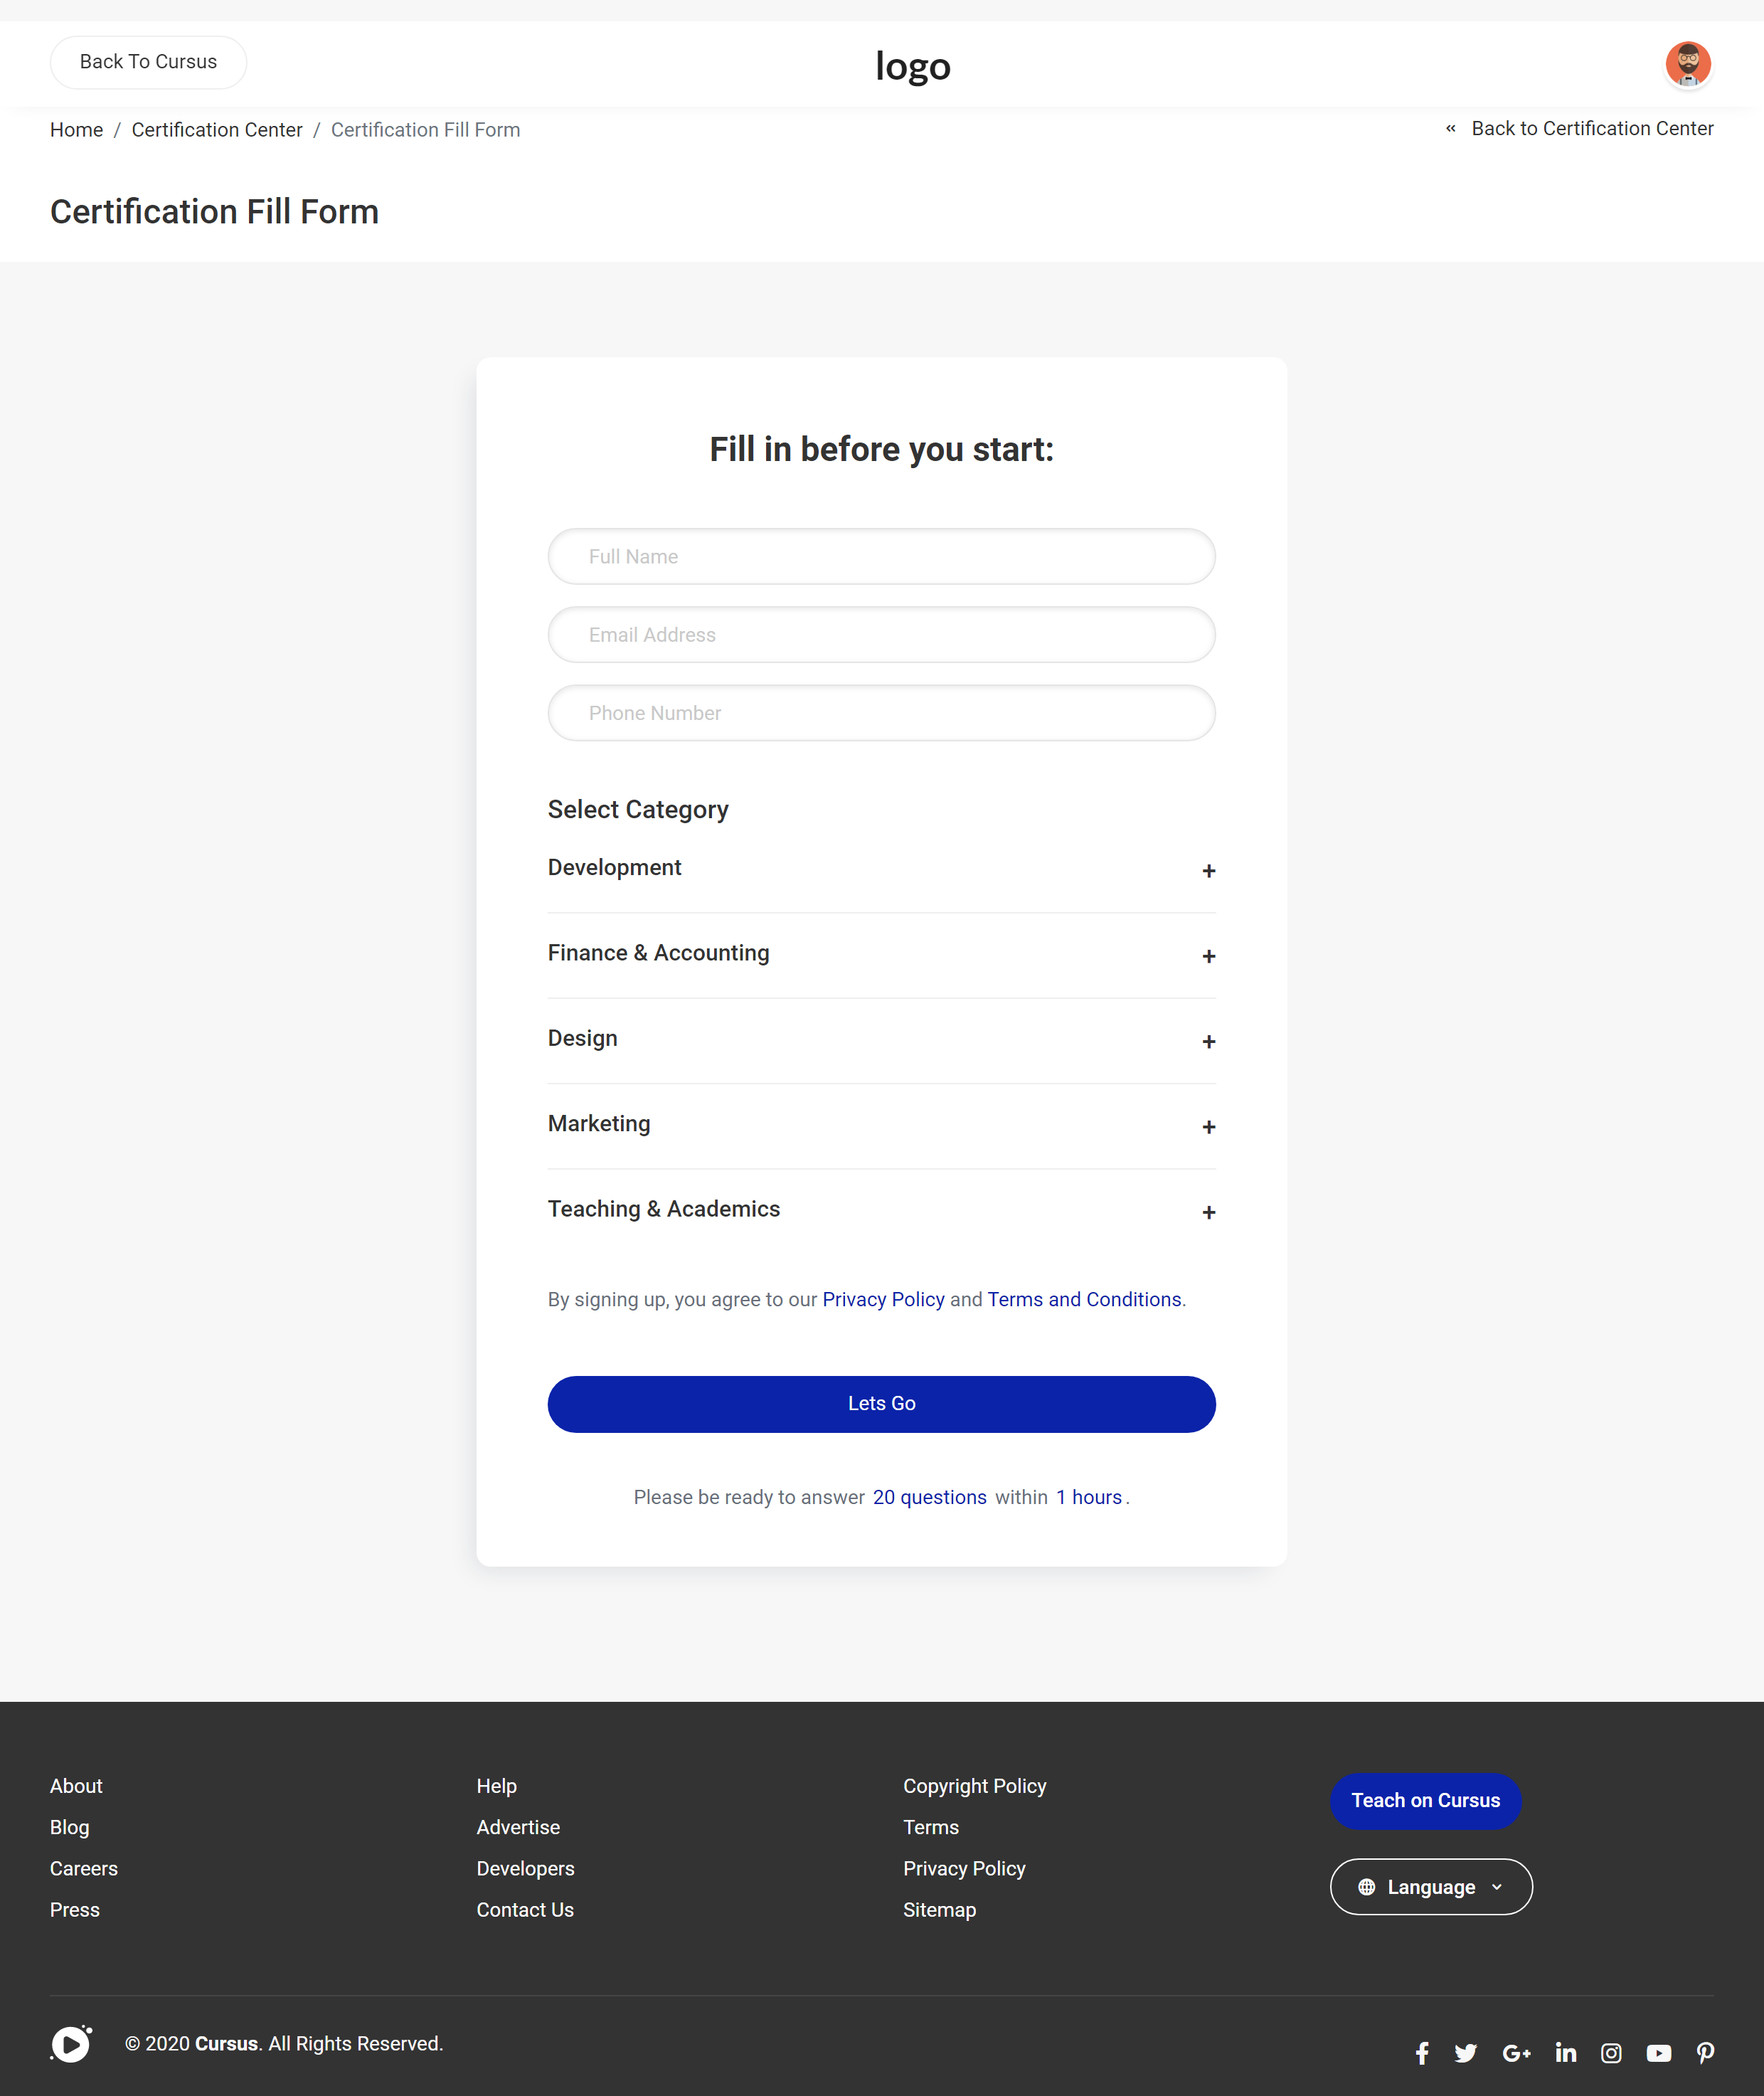 Back To Cursus
logo
Home / Certification Center / Certification Fill Form
« Back to Certification Center
Certification Fill Form
Fill in before you start:
Full Name
Email Address
Phone Number
Select Category
Development +
Finance & Accounting +
Design +
Marketing +
Teaching & Academics +
By signing up, you agree to our Privacy Policy and Terms and Conditions.
Lets Go
Please be ready to answer 20 questions within 1 hours .
About
Blog
Careers
Press
Help
Advertise
Developers
Contact Us
Copyright Policy
Terms
Privacy Policy
Sitemap
Teach on Cursus
Language
© 2020 Cursus. All Rights Reserved.